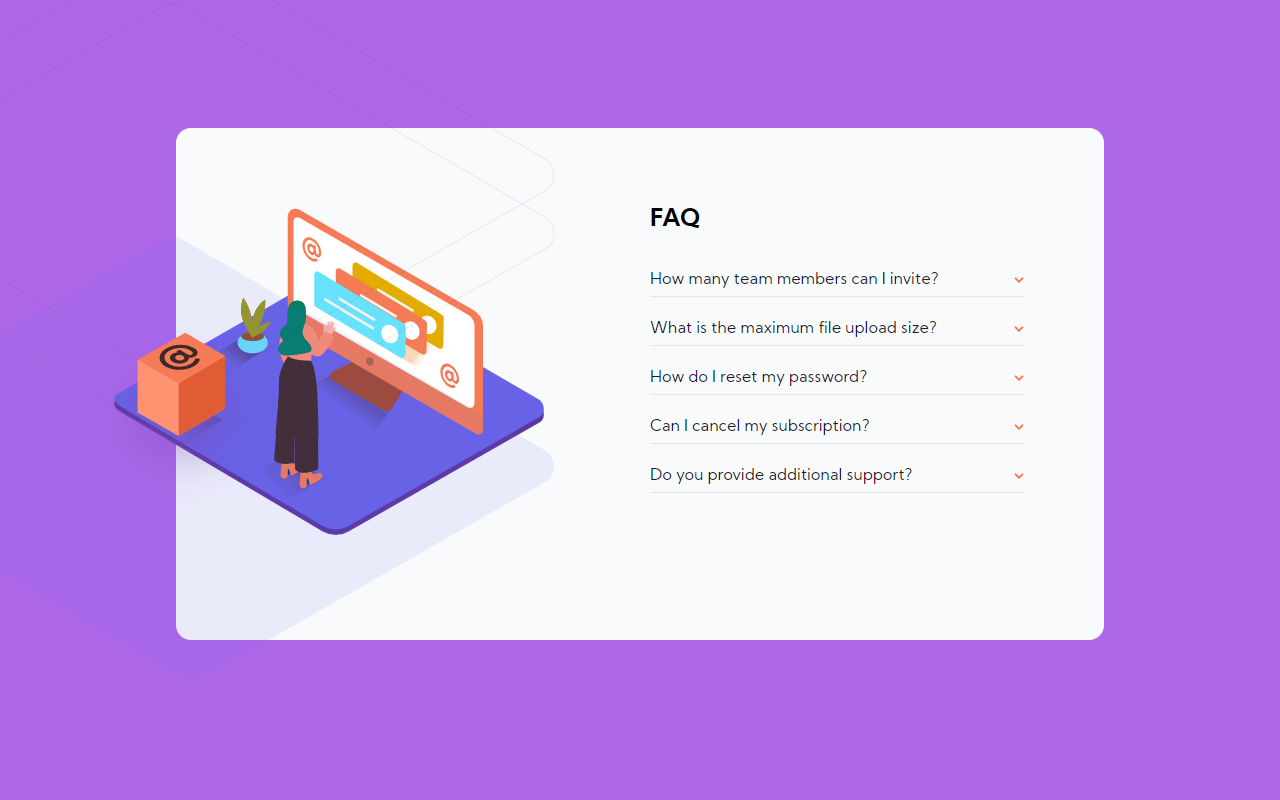 FAQ
How many team members can I invite?
What is the maximum file upload size?
How do I reset my password?
Can I cancel my subscription?
Do you provide additional support?
@
@
@